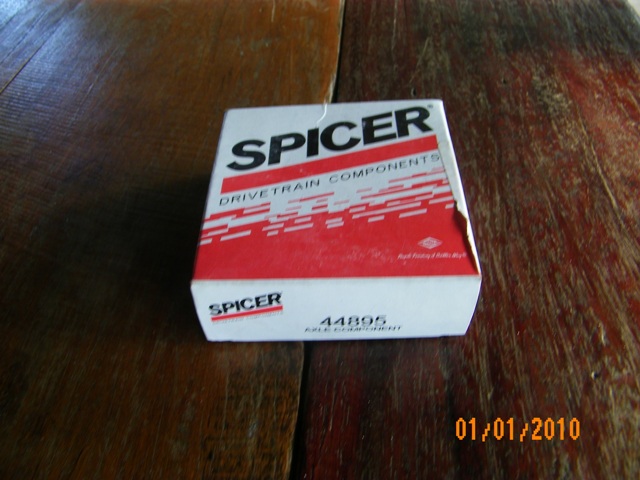 SPICER®
DRIVETRAIN COMPONENTS
SPICER
44895
AXLE COMPONENT
01/01/2010